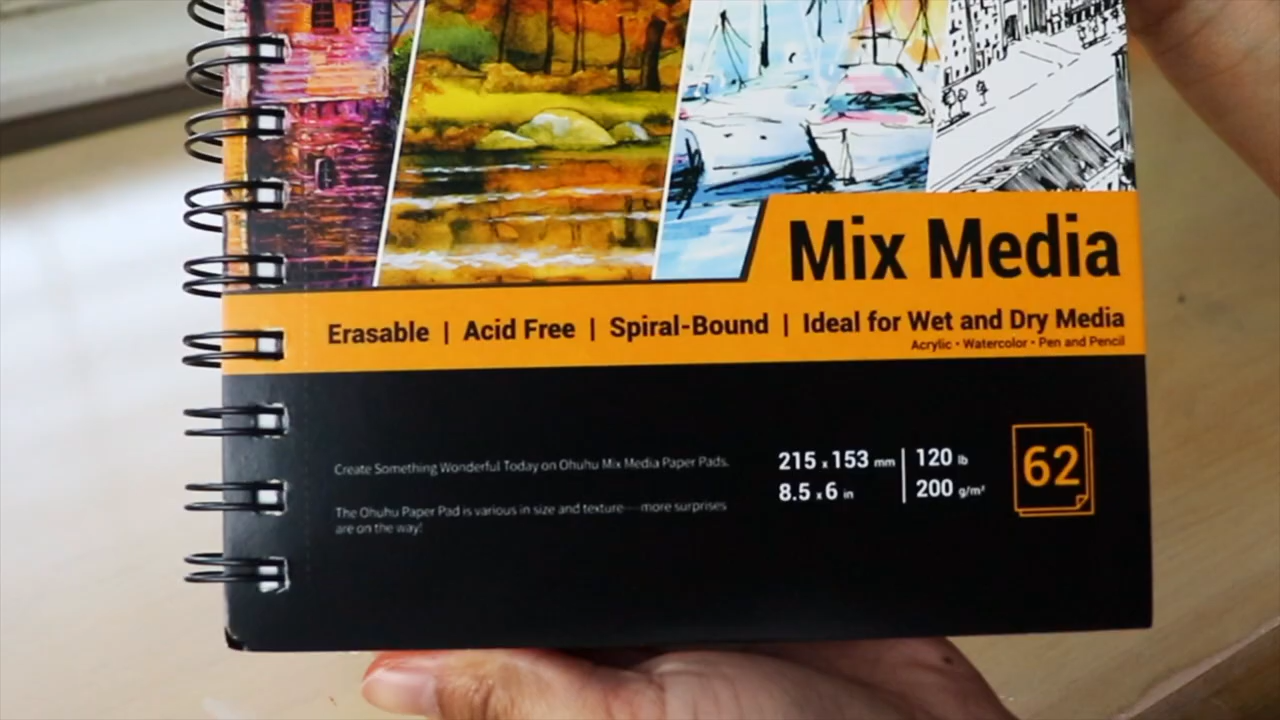 Mix Media
Erasable | Acid Free | Spiral-Bound | Ideal for Wet and Dry Media
Acrylic • Watercolor • Pen and Pencil
Create Something Wonderful Today on Ohuhu Mix Media Paper Pads.
The Ohuhu Paper Pad is various in size and texture—more surprises
are on the way!
215 x 153 mm | 120 lb
8.5 x 6 in | 200 g/m²
62